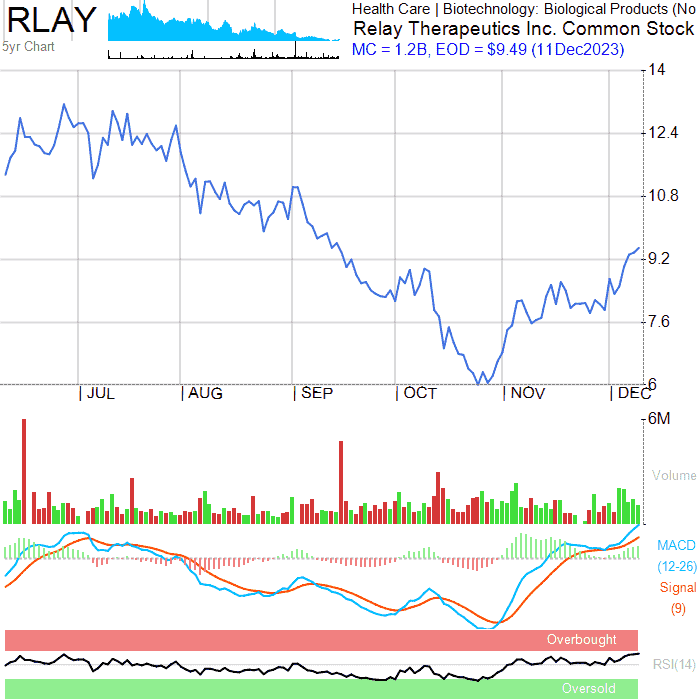 RLAY
5yr Chart
Health Care | Biotechnology: Biological Products (No
Relay Therapeutics Inc. Common Stock
MC = 1.2B, EOD = $9.49 (11Dec2023)
14
12.4
10.8
9.2
7.6
6
| JUL
| AUG
| SEP
| OCT
| NOV
| DEC
6M
Volume
MACD
(12-26)
Signal
(9)
Overbought
RSI(14)
Oversold